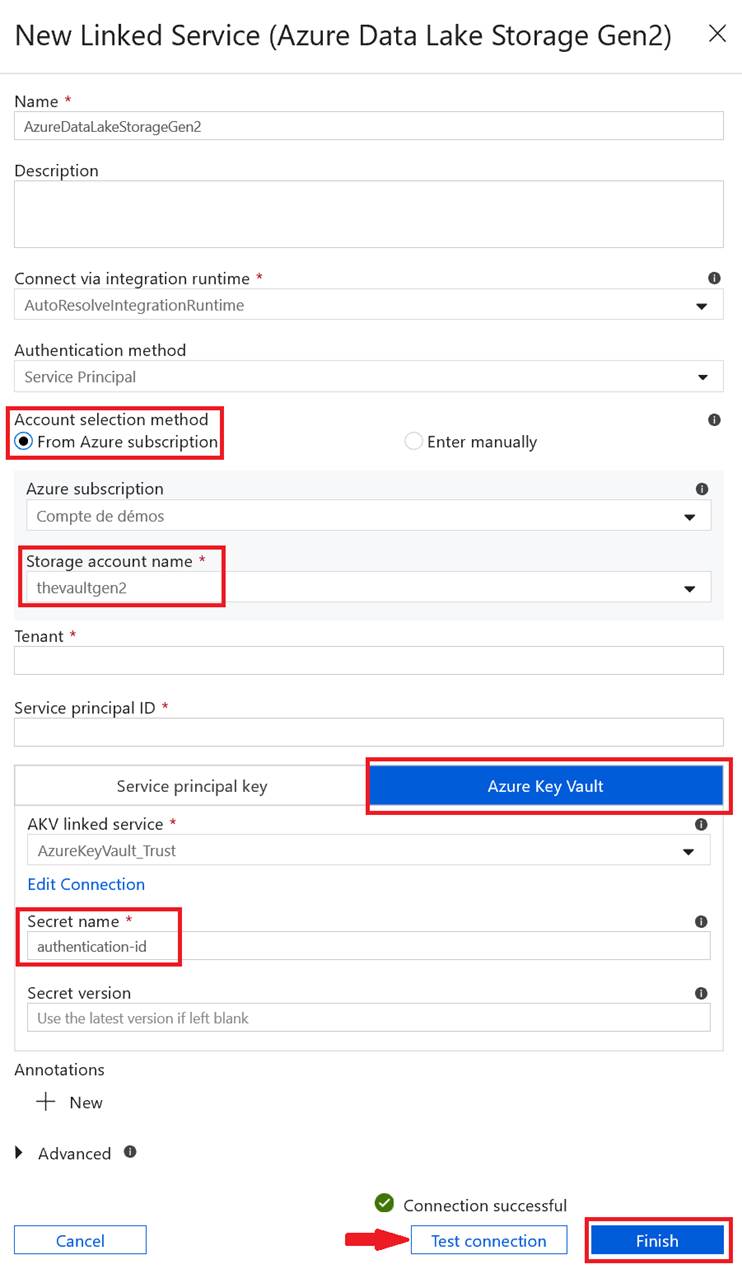 New Linked Service (Azure Data Lake Storage Gen2)
Name *
AzureDataLakeStorageGen2
Description
Connect via integration runtime *
AutoResolveIntegrationRuntime
Authentication method
Service Principal
Account selection method
From Azure subscription
Enter manually
Azure subscription
Compte de démos
Storage account name *
thevaultgen2
Tenant *
Service principal ID *
Service principal key
Azure Key Vault
AKV linked service *
AzureKeyVault_Trust
Edit Connection
Secret name *
authentication-id
Secret version
Use the latest version if left blank
Annotations
New
Advanced
Connection successful
Cancel
Test connection
Finish